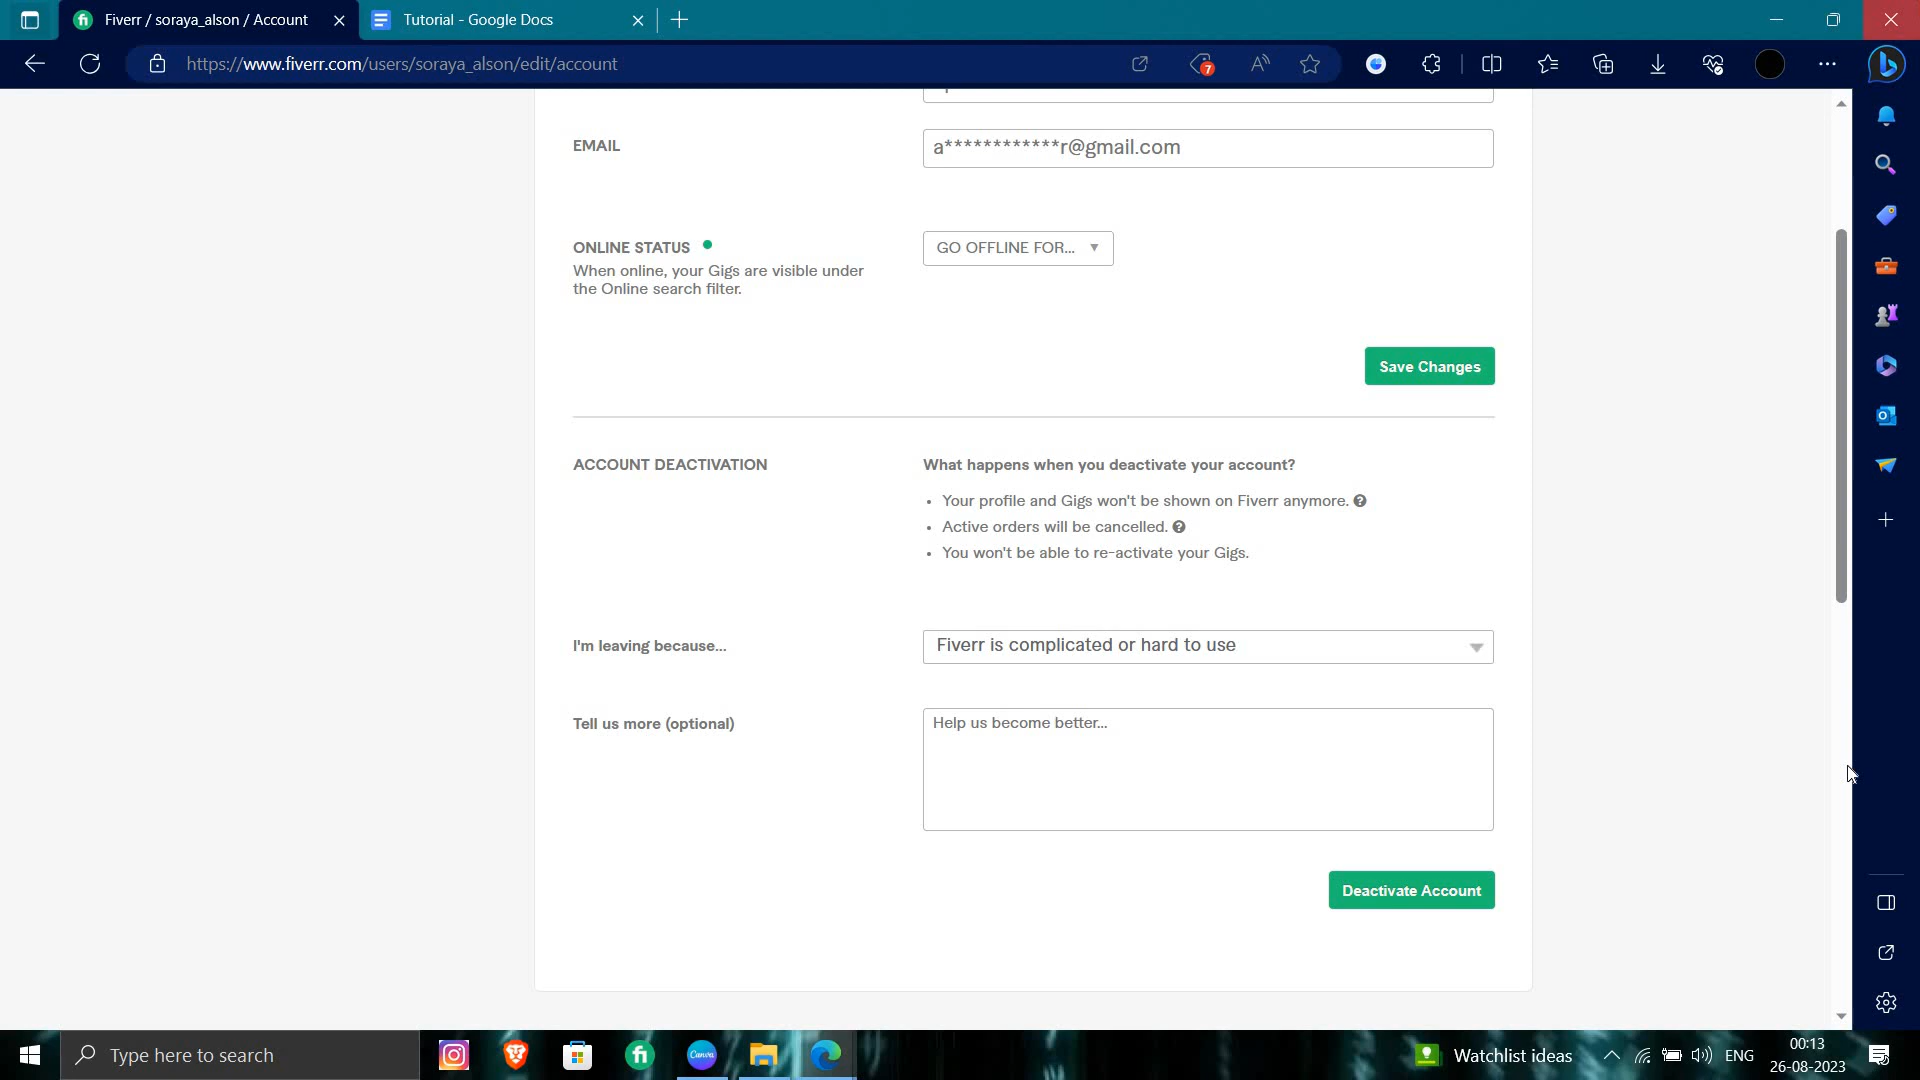 Fiverr / soraya_alson / Account
Tutorial - Google Docs
https://www.fiverr.com/users/soraya_alson/edit/account
7
EMAIL
a************r@gmail.com
ONLINE STATUS
When online, your Gigs are visible under
the Online search filter.
GO OFFLINE FOR...
Save Changes
ACCOUNT DEACTIVATION
What happens when you deactivate your account?
• Your profile and Gigs won't be shown on Fiverr anymore.
• Active orders will be cancelled.
• You won't be able to re-activate your Gigs.
I'm leaving because...
Fiverr is complicated or hard to use
Tell us more (optional)
Help us become better...
Deactivate Account
Type here to search
fi
Canva
Watchlist ideas
ENG
00:13
26-08-2023